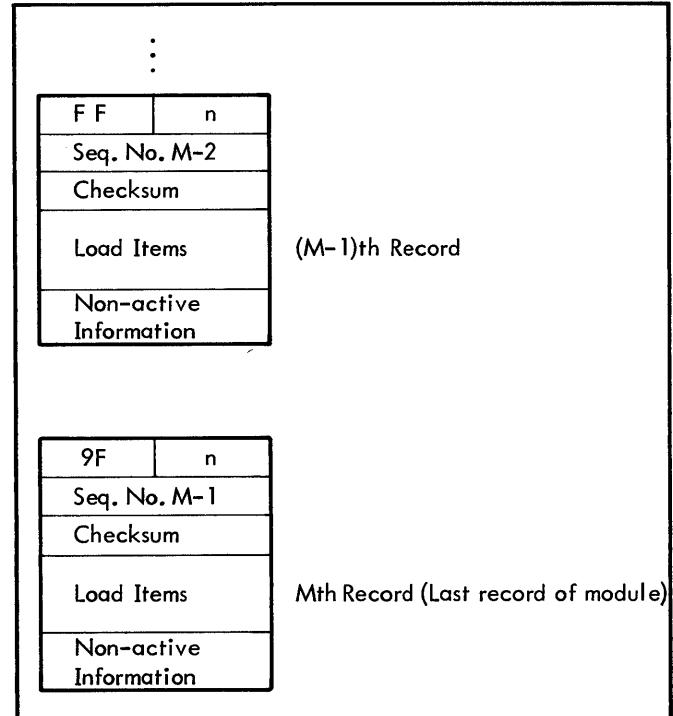 F F n
Seq. No. M-2
Checksum
Load Items (M-1)th Record
Non-active
Information
9F n
Seq. No. M-1
Checksum
Load Items Mth Record (Last record of module)
Non-active
Information